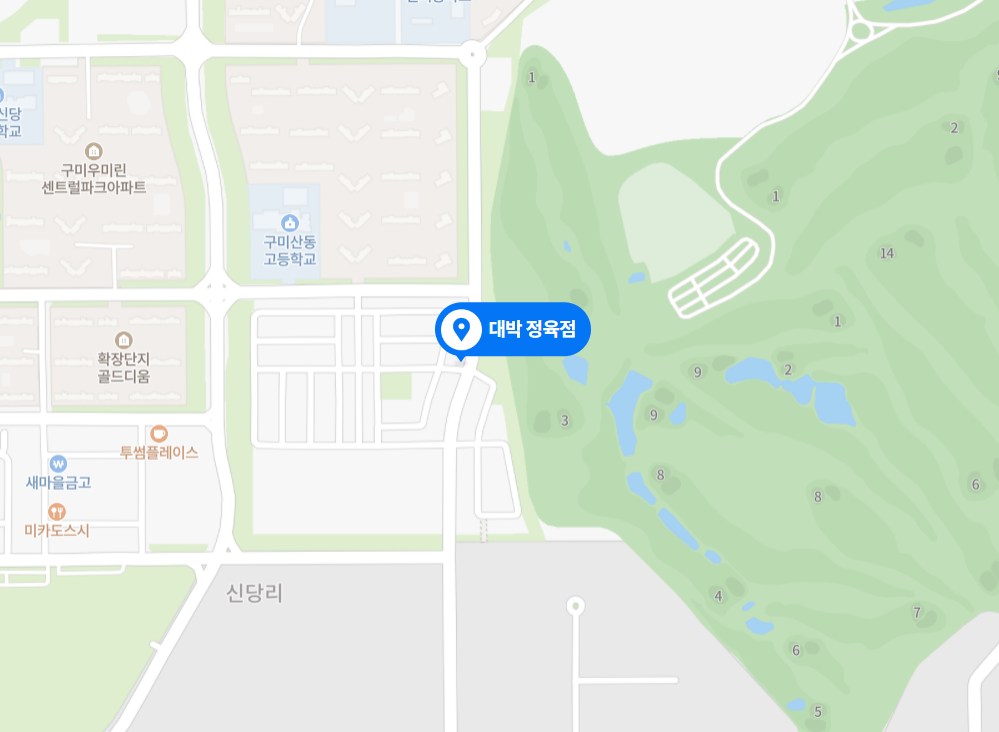 1
2
신당
학교
구미우미린
센트럴파크아파트
1
구미산동
고등학교
14
대박 정육점
1
확장단지
골드디움
9
2
3
9
투썸플레이스
새마을금고
8
6
8
미카도스시
신당리
4
7
6
5